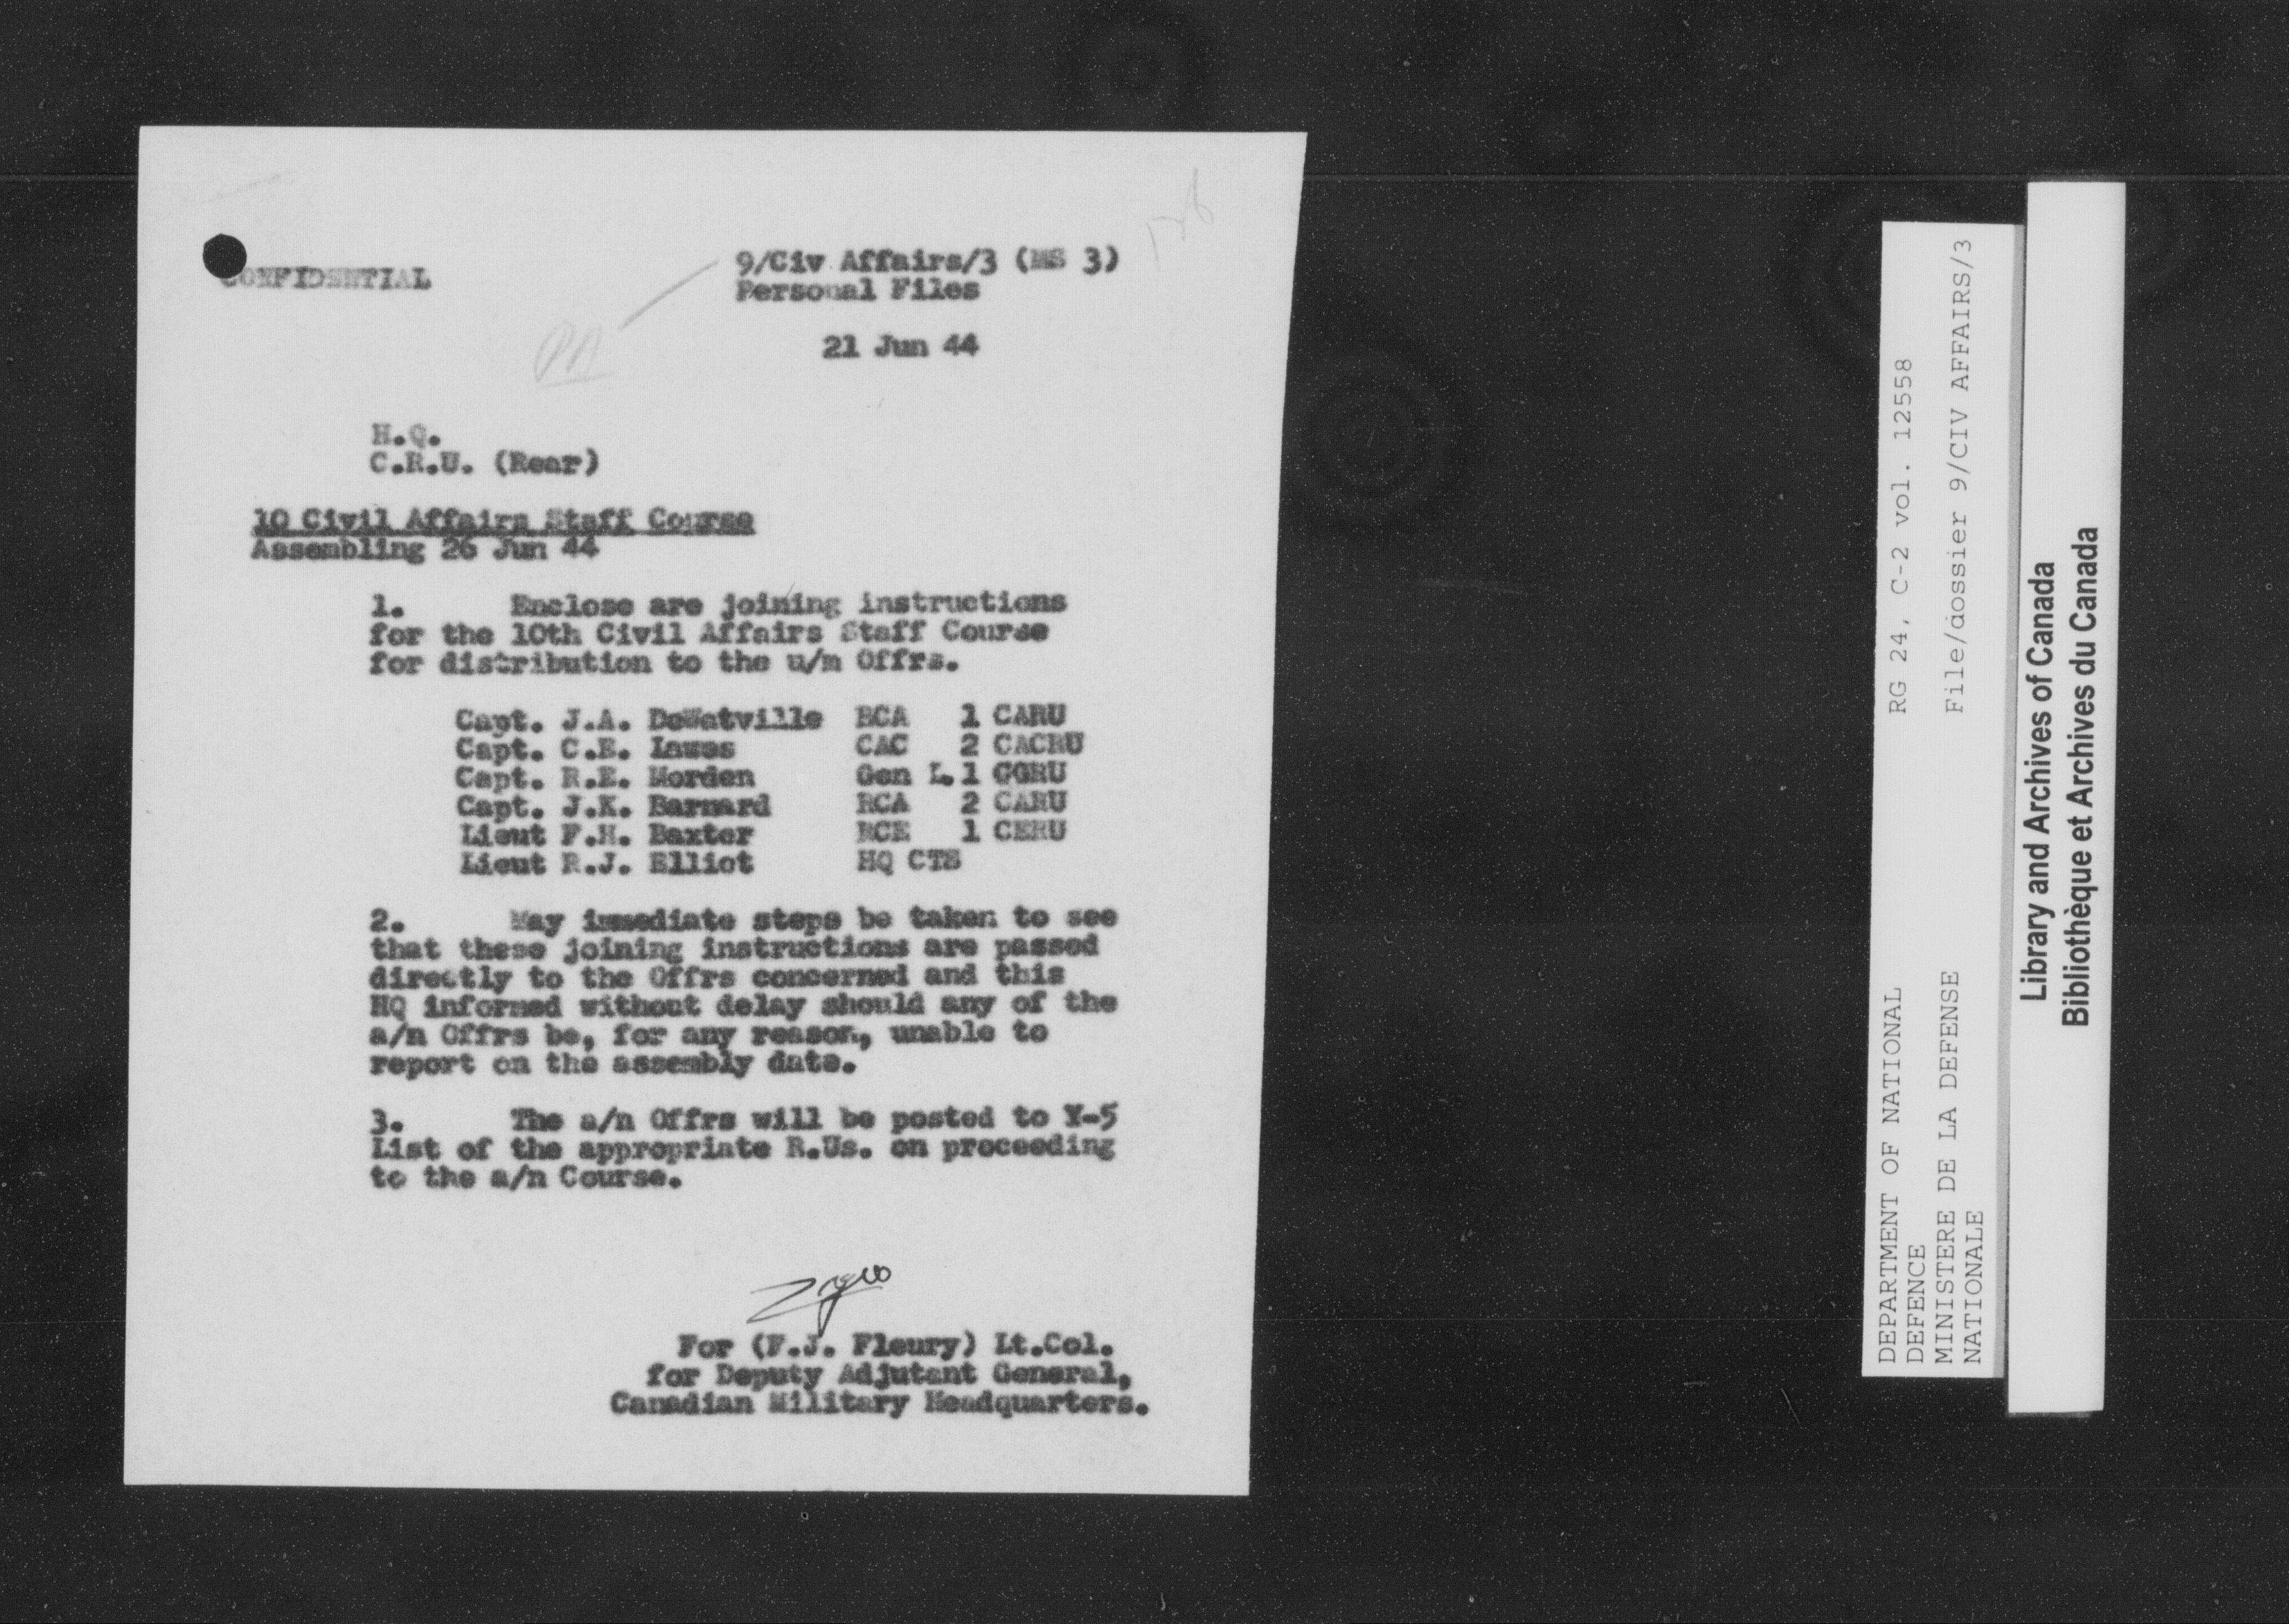 CONFIDENTIAL
9/Civ Affairs/3 (MS 3)
Personal Files
PA
21 Jun 44
H.Q.
C.R.U. (Rear)
10 Civil Affairs Staff Course
Assembling 26 Jun 44
1. Enclose are joining instructions
for the 10th Civil Affairs Staff Course
for distribution to the u/m Offrs.
Capt. J.A. DeWatville RCA 1 CARU
Capt. C.E. Lawes CAC 2 CACRU
Capt. R.E. Morden Gen L. 1 CGRU
Capt. J.K. Barnard RCA 2 CARU
Lieut F.H. Baxter RCE 1 CERU
Lieut R.J. Elliot HQ CTS
2. May immediate steps be taken to see
that these joining instructions are passed
directly to the Offrs concerned and this
HQ informed without delay should any of the
a/n Offrs be, for any reason, unable to
report on the assembly date.
3. The a/n Offrs will be posted to Y-5
List of the appropriate R.Us. on proceeding
to the a/n Course.
For (F.J. Fleury) Lt.Col.
for Deputy Adjutant General,
Canadian Military Headquarters.
DEPARTMENT OF NATIONAL
DEFENCE
MINISTERE DE LA DEFENSE
NATIONALE
RG 24, C-2 vol. 12558
File/dossier 9/CIV AFFAIRS/3
Library and Archives of Canada
Bibliothèque et Archives du Canada